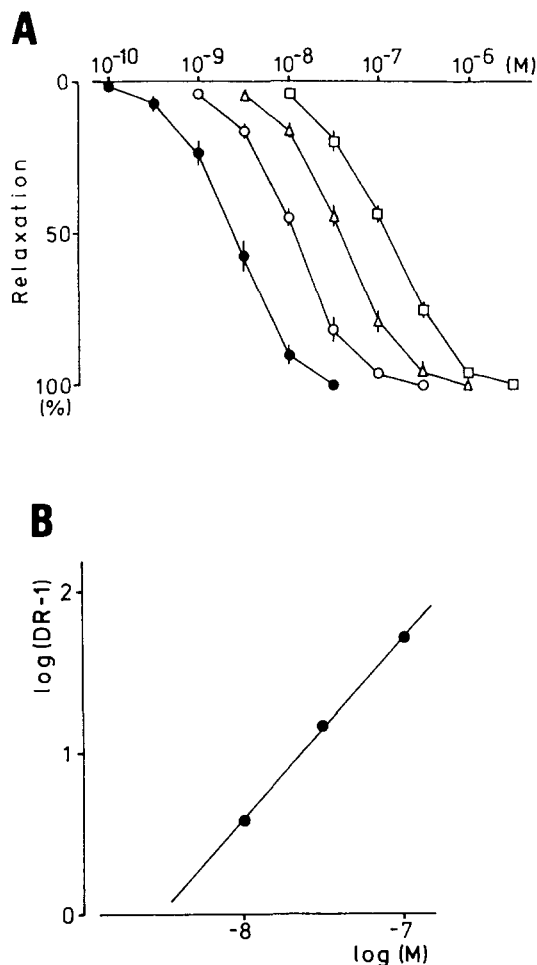 A
10⁻¹⁰ 10⁻⁹ 10⁻⁸ 10⁻⁷ 10⁻⁶ (M)
0
50
100
(%)
Relaxation
B
log (DR-1)
2
1
0
-8 -7
log (M)